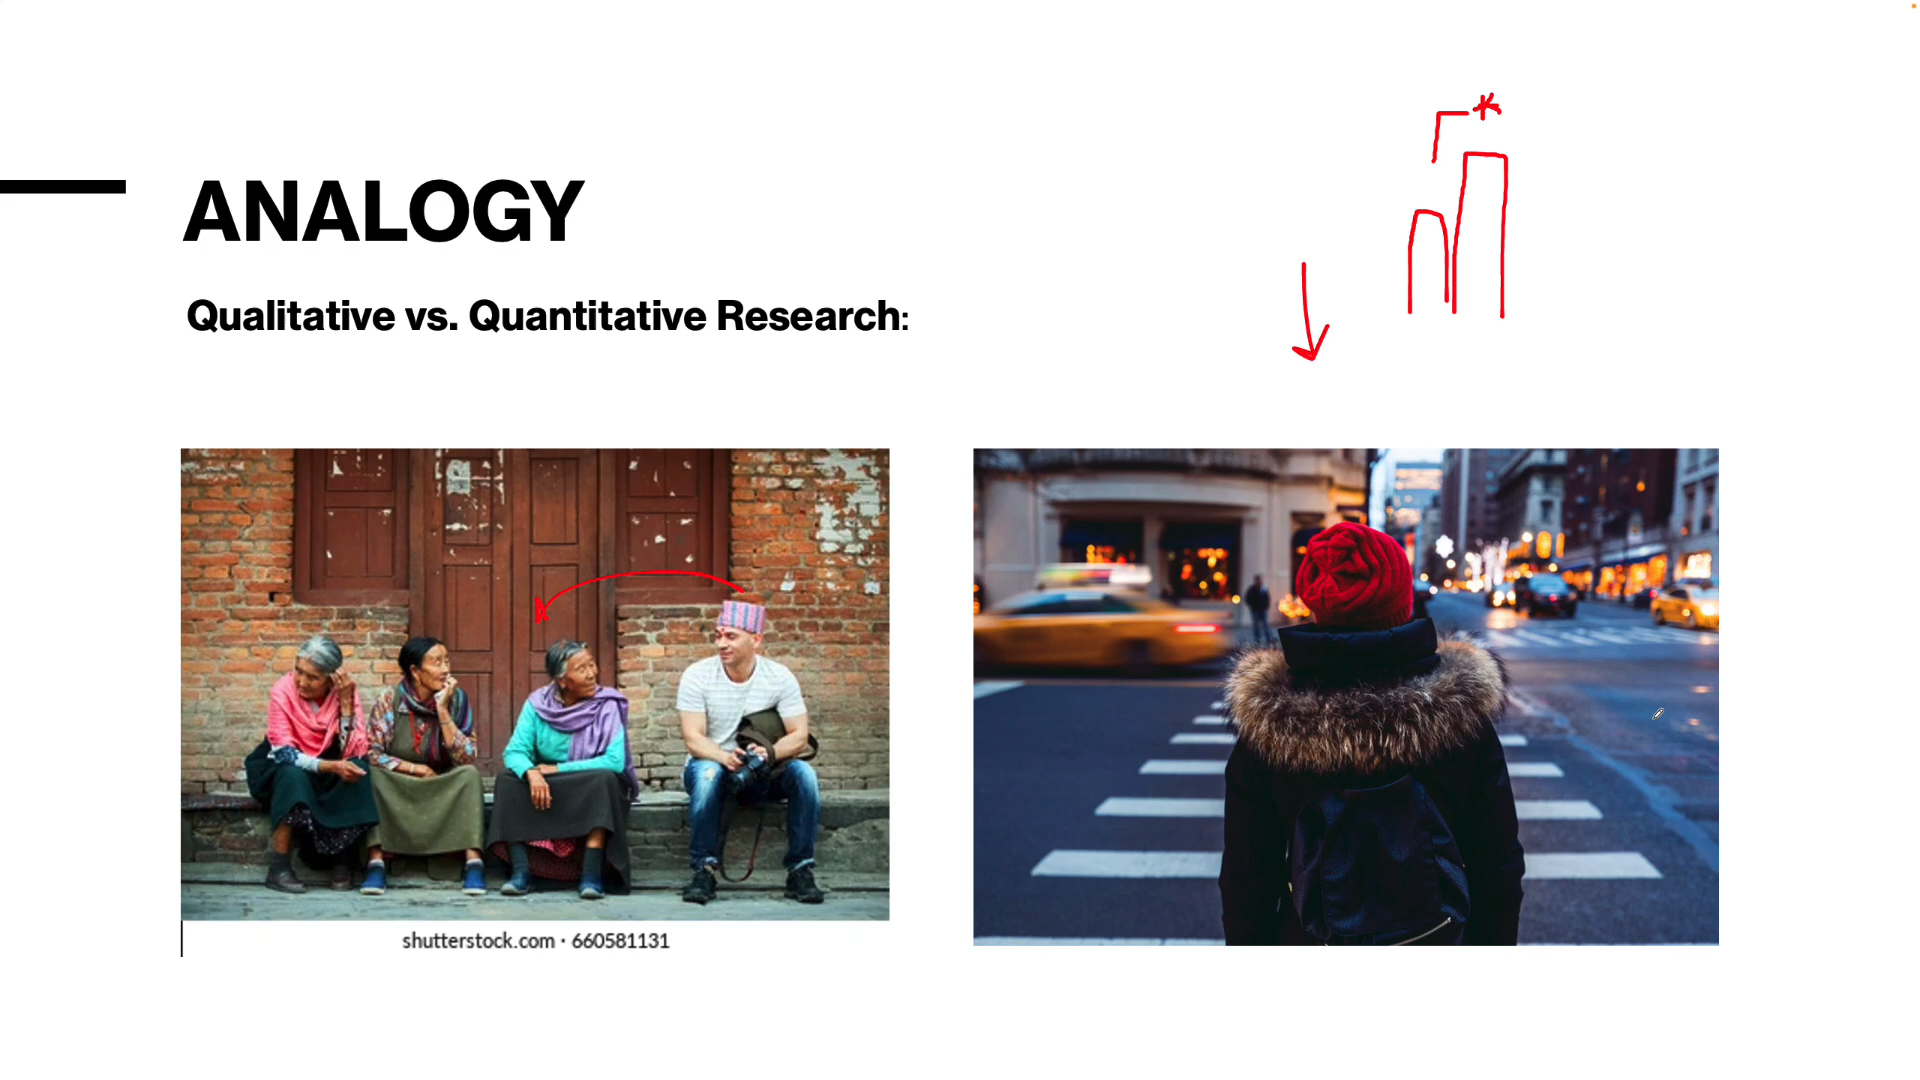 ANALOGY
Qualitative vs. Quantitative Research:
*
shutterstock.com · 660581131